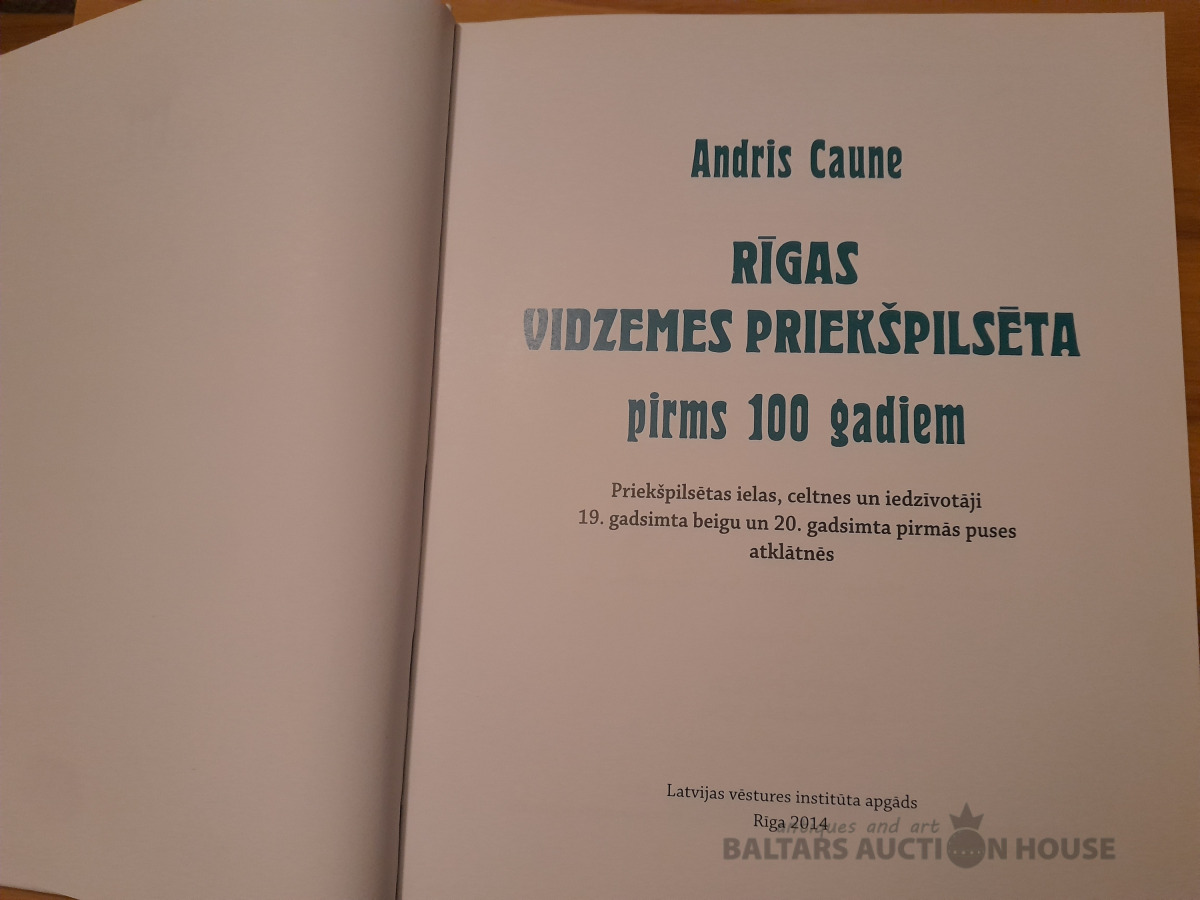 Andris Caune
RĪGAS
VIDZEMES PRIEKŠPILSĒTA
pirms 100 gadiem
Priekšpilsētas ielas, celtnes un iedzīvotāji
19. gadsimta beigu un 20. gadsimta pirmās puses
atklātnēs
Latvijas vēstures institūta apgāds
Rīga 2014
antiques and art
BALTARS AUCTION HOUSE